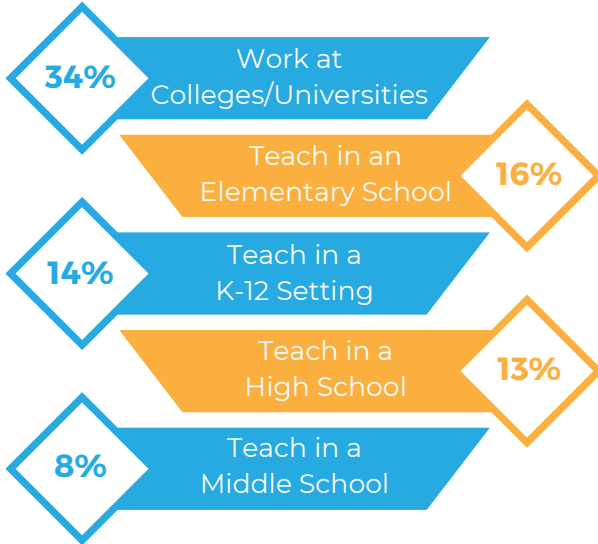 34%
Work at
Colleges/Universities
Teach in an
Elementary School
16%
14%
Teach in a
K-12 Setting
Teach in a
High School
13%
8%
Teach in a
Middle School